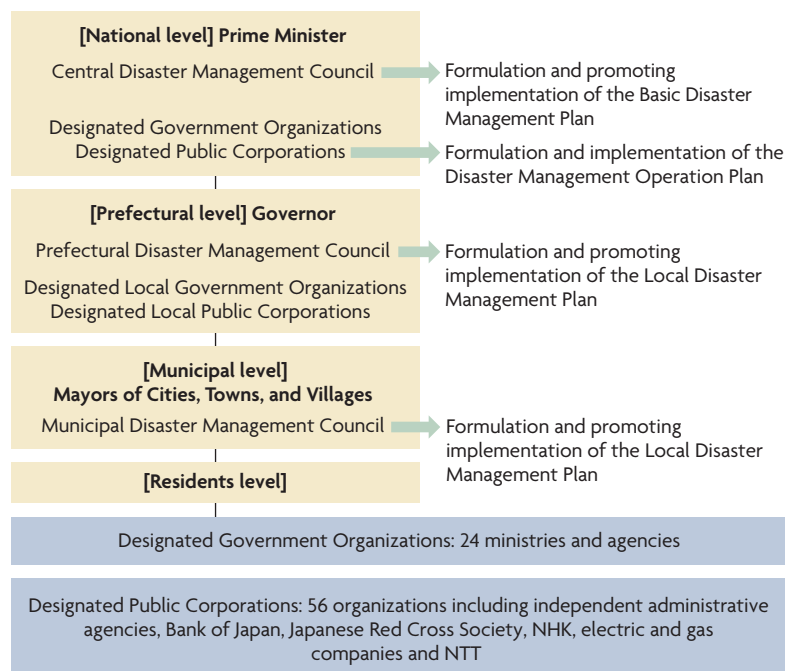 [National level] Prime Minister
Central Disaster Management Council
Formulation and promoting
implementation of the Basic Disaster
Management Plan
Designated Government Organizations
Designated Public Corporations
Formulation and implementation of the
Disaster Management Operation Plan
[Prefectural level] Governor
Prefectural Disaster Management Council
Formulation and promoting
implementation of the Local Disaster
Management Plan
Designated Local Government Organizations
Designated Local Public Corporations
[Municipal level]
Mayors of Cities, Towns, and Villages
Municipal Disaster Management Council
Formulation and promoting
implementation of the Local Disaster
Management Plan
[Residents level]
Designated Government Organizations: 24 ministries and agencies
Designated Public Corporations: 56 organizations including independent administrative
agencies, Bank of Japan, Japanese Red Cross Society, NHK, electric and gas
companies and NTT